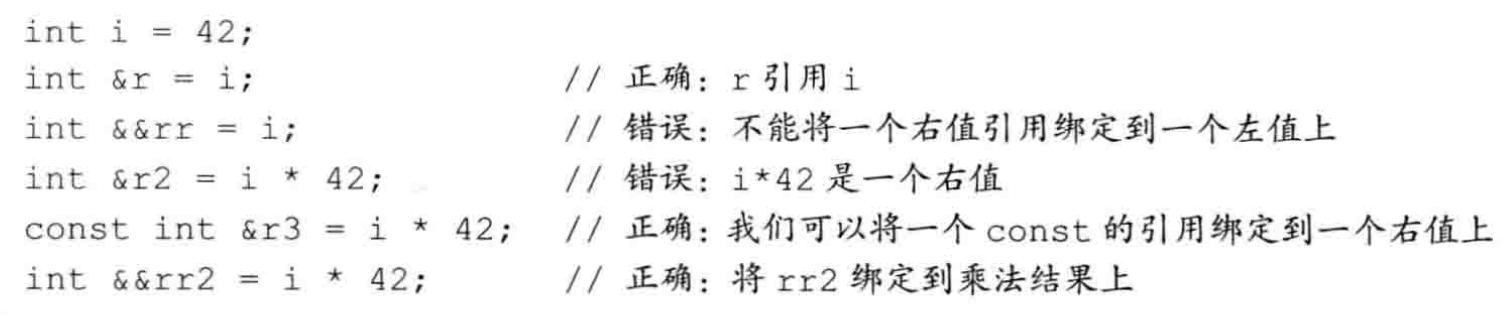 int i = 42;
int &r = i; // 正确：r 引用 i
int &&rr = i; // 错误：不能将一个右值引用绑定到一个左值上
int &r2 = i * 42; // 错误：i*42 是一个右值
const int &r3 = i * 42; // 正确：我们可以将一个 const 的引用绑定到一个右值上
int &&rr2 = i * 42; // 正确：将 rr2 绑定到乘法结果上